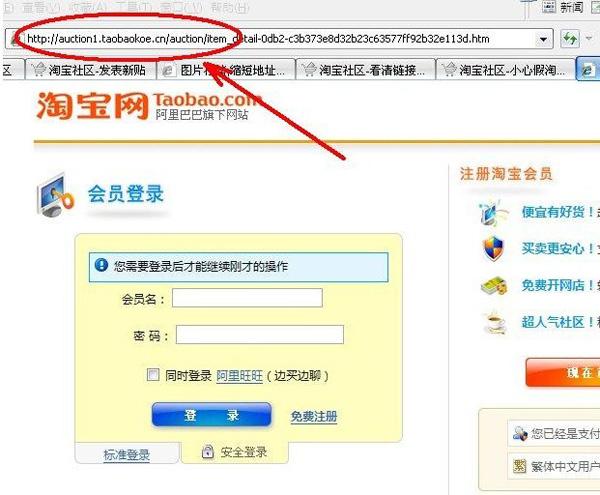 查看(V) 收藏(A) 工具(T) 窗口(W) 帮助(H)
新闻
http://auction1.taobaokoe.cn/auction/item_detail-0db2-c3b373e8d32b23c63577ff92b32e113d.htm
区
淘宝社区-发表新贴
淘宝社区-看清链接...
淘宝社区-小心假淘...
淘宝网 Taobao.com
阿里巴巴旗下网站
会员登录
您需要登录后才能继续刚才的操作
会员名：
密 码：
同时登录 阿里旺旺（边买边聊）
登 录
免费注册
标准登录
安全登录
注册淘宝会员
便宜有好货！
买卖更安心！
免费开网店！
超人气社区！
现在
您已经是支付
繁体中文用户